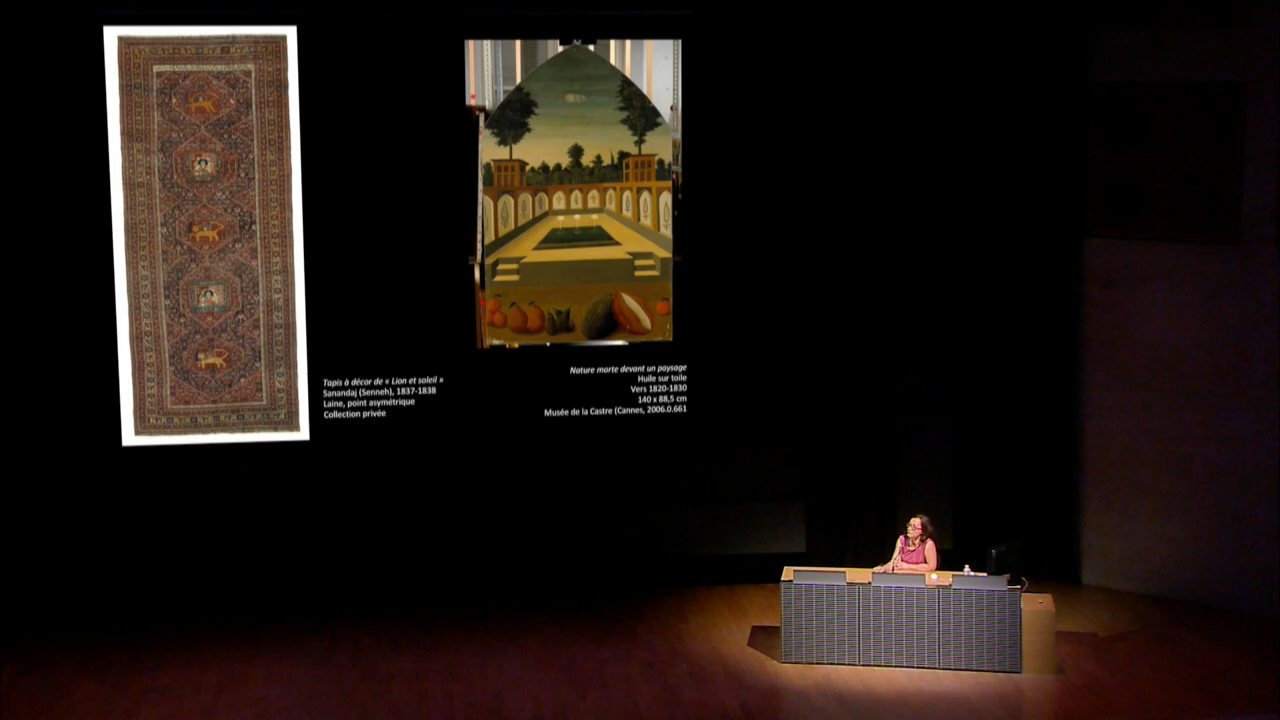 Tapis à décor de « Lion et soleil »
Sanandaj (Senneh), 1837-1838
Laine, point asymétrique
Collection privée
Nature morte devant un paysage
Huile sur toile
Vers 1820-1830
140 x 88,5 cm
Musée de la Castre (Cannes, 2006.0.661